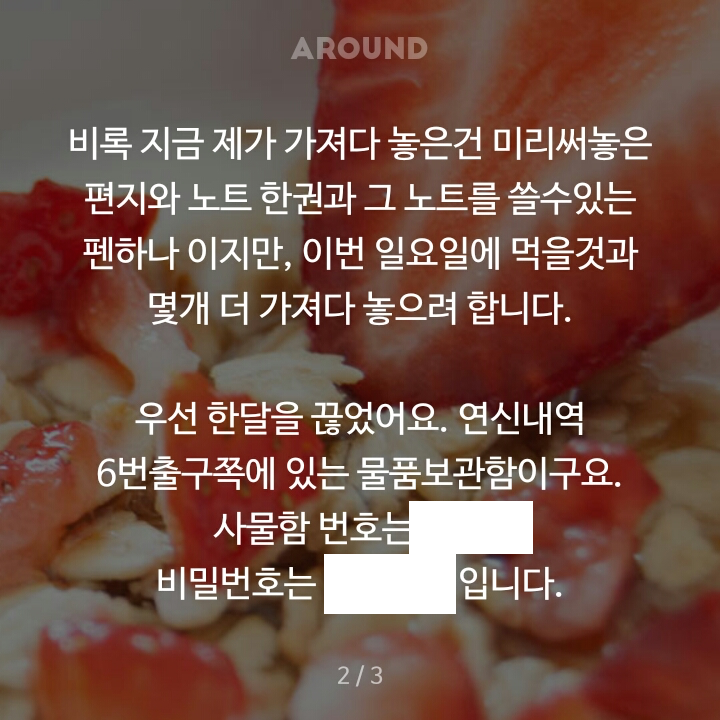 AROUND
비록 지금 제가 가져다 놓은건 미리써놓은
편지와 노트 한권과 그 노트를 쓸수있는
펜하나 이지만, 이번 일요일에 먹을것과
몇개 더 가져다 놓으려 합니다.
우선 한달을 끊었어요. 연신내역
6번출구쪽에 있는 물품보관함이구요.
사물함 번호는
비밀번호는 입니다.
2 / 3